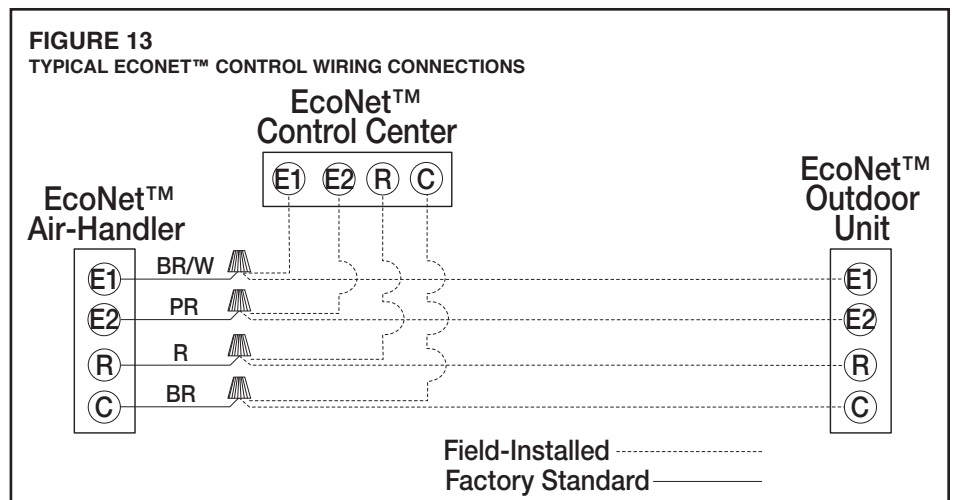 FIGURE 13
TYPICAL ECONET™ CONTROL WIRING CONNECTIONS
EcoNet™
Control Center
E1 E2 R C
EcoNet™
Air-Handler
EcoNet™
Outdoor
Unit
E1 BR/W E1
E2 PR E2
R R R
C BR C
Field-Installed
Factory Standard